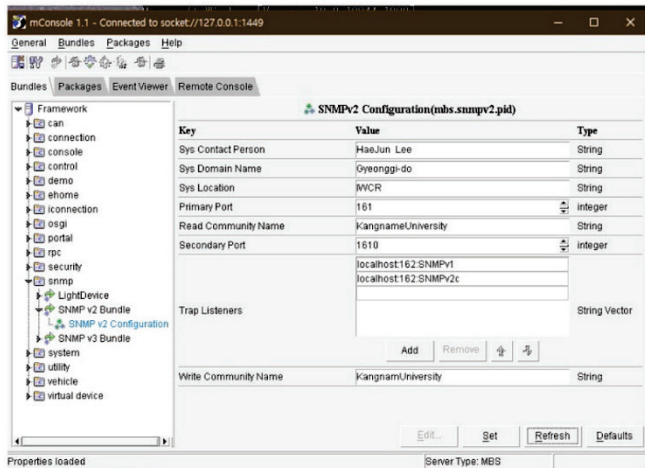 mConsole 1.1 - Connected to socket://127.0.0.1:1449
General Bundles Packages Help
Bundles Packages Event Viewer Remote Console
Framework
can
connection
console
control
demo
ehome
iconnection
osgi
portal
rpc
security
snmp
LightDevice
SNMP v2 Bundle
SNMP v2 Configuration
SNMP v3 Bundle
system
utility
vehicle
virtual device
SNMPv2 Configuration(mbs.snmpv2.pid)
Key Value Type
Sys Contact Person HaeJun Lee String
Sys Domain Name Gyeonggi-do String
Sys Location IWCR String
Primary Port 161 integer
Read Community Name KangnameUniversity String
Secondary Port 1610 integer
localhost:162:SNMPv1
localhost:162:SNMPv2c
Trap Listeners String Vector
Add Remove
Write Community Name KangnamUniversity String
Edit... Set Refresh Defaults
Properties loaded Server Type: MBS